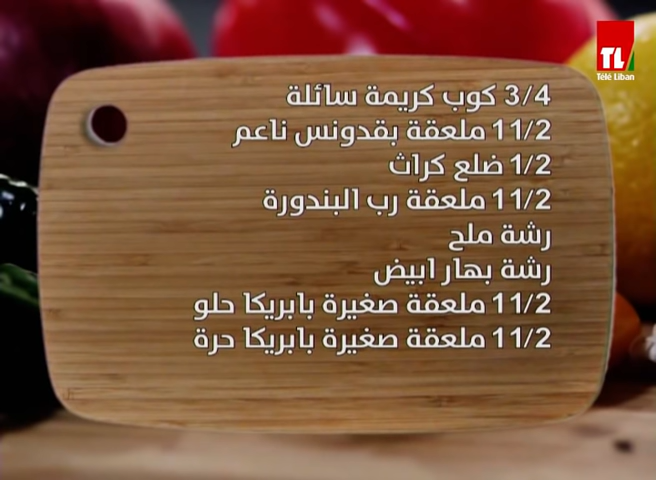 TL
Télé Liban
3/4 كوب كريمة سائلة
11/2 ملعقة بقدونس ناعم
1/2 ضلع كراث
11/2 ملعقة رب البندورة
رشة ملح
رشة بهار ابيض
11/2 ملعقة صغيرة بابريكا حلو
11/2 ملعقة صغيرة بابريكا حرة